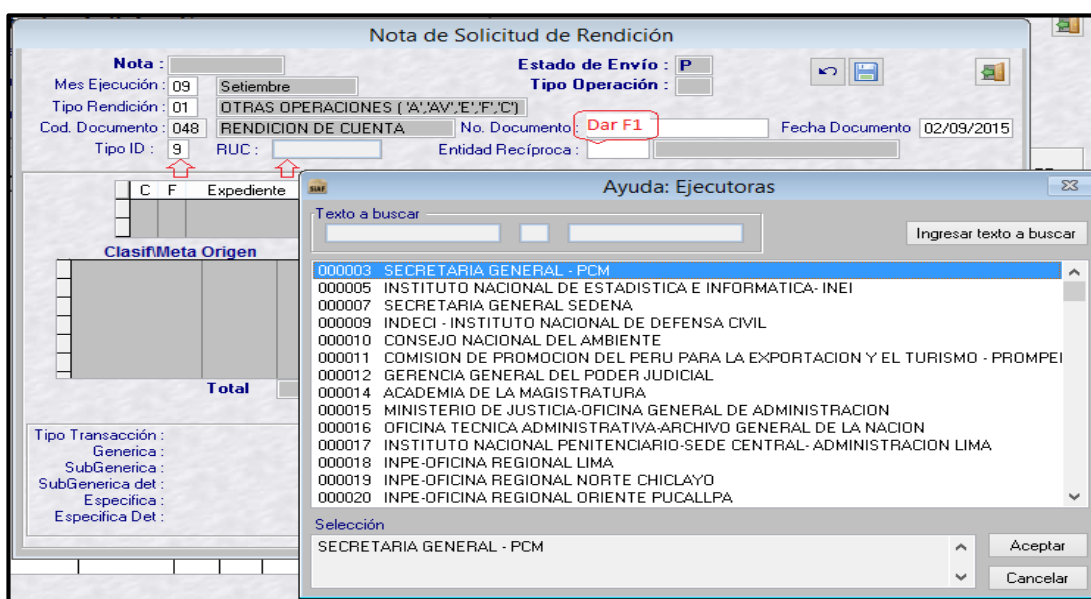 Nota de Solicitud de Rendición
Nota :
Estado de Envío : P
Mes Ejecución : 09 Setiembre
Tipo Operación :
Tipo Rendición : 01 OTRAS OPERACIONES ( 'A','AV','E','F','C')
Cod. Documento : 048 RENDICION DE CUENTA No. Documento : Dar F1 Fecha Documento 02/09/2015
Tipo ID : 9 RUC : Entidad Recíproca :
C F Expediente
Clasif\Meta Origen
Total
Tipo Transacción :
Generica :
SubGenerica :
SubGenerica det :
Especifica :
Especifica Det :
SIAF Ayuda: Ejecutoras
Texto a buscar
Ingresar texto a buscar
000003 SECRETARIA GENERAL - PCM
000005 INSTITUTO NACIONAL DE ESTADISTICA E INFORMATICA- INEI
000007 SECRETARIA GENERAL SEDENA
000009 INDECI - INSTITUTO NACIONAL DE DEFENSA CIVIL
000010 CONSEJO NACIONAL DEL AMBIENTE
000011 COMISION DE PROMOCION DEL PERU PARA LA EXPORTACION Y EL TURISMO - PROMPE
000012 GERENCIA GENERAL DEL PODER JUDICIAL
000014 ACADEMIA DE LA MAGISTRATURA
000015 MINISTERIO DE JUSTICIA-OFICINA GENERAL DE ADMINISTRACION
000016 OFICINA TECNICA ADMINISTRATIVA-ARCHIVO GENERAL DE LA NACION
000017 INSTITUTO NACIONAL PENITENCIARIO-SEDE CENTRAL- ADMINISTRACION LIMA
000018 INPE-OFICINA REGIONAL LIMA
000019 INPE-OFICINA REGIONAL NORTE CHICLAYO
000020 INPE-OFICINA REGIONAL ORIENTE PUCALLPA
Selección
SECRETARIA GENERAL - PCM
Aceptar
Cancelar